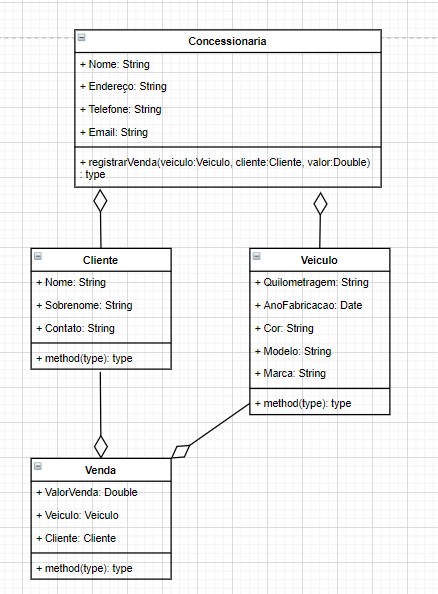 Concessionaria
+ Nome: String
+ Endereço: String
+ Telefone: String
+ Email: String
+ registrarVenda(veiculo:Veiculo, cliente:Cliente, valor:Double)
: type
Cliente
+ Nome: String
+ Sobrenome: String
+ Contato: String
+ method(type): type
Veiculo
+ Quilometragem: String
+ AnoFabricacao: Date
+ Cor: String
+ Modelo: String
+ Marca: String
+ method(type): type
Venda
+ ValorVenda: Double
+ Veiculo: Veiculo
+ Cliente: Cliente
+ method(type): type